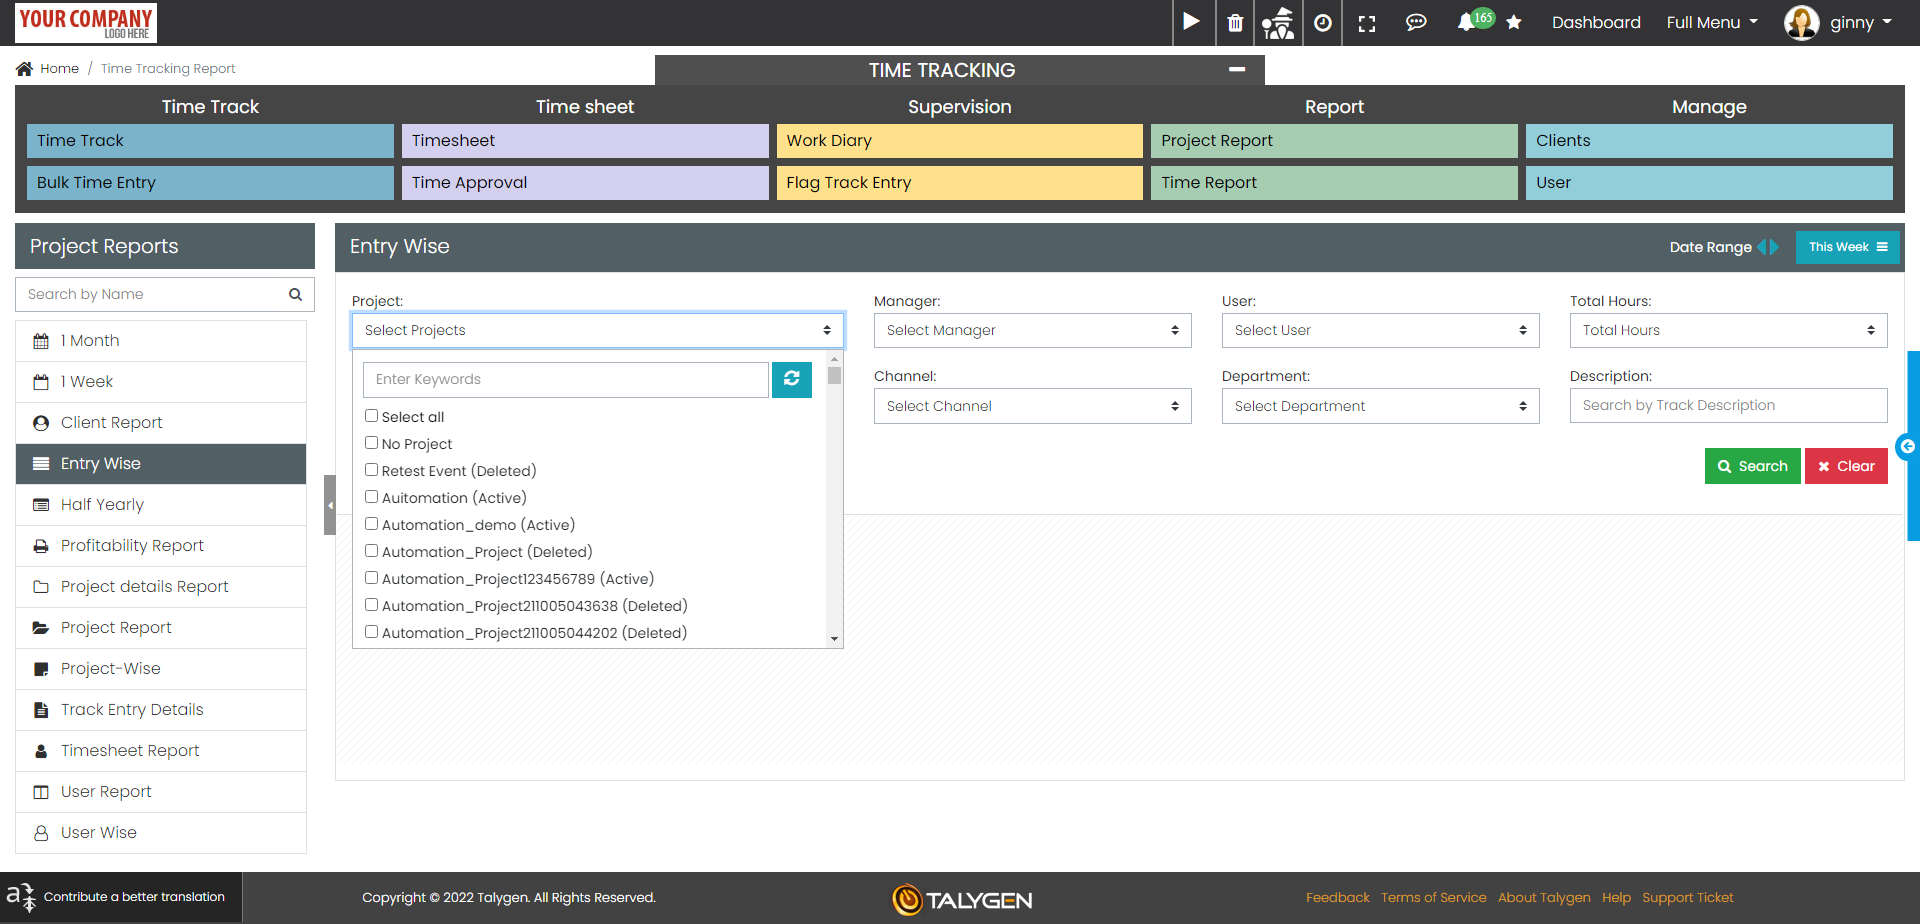 YOUR COMPANY
LOGO HERE
165
Dashboard
Full Menu
ginny
Home / Time Tracking Report
TIME TRACKING
Time Track
Time sheet
Supervision
Report
Manage
Time Track
Timesheet
Work Diary
Project Report
Clients
Bulk Time Entry
Time Approval
Flag Track Entry
Time Report
User
Project Reports
Search by Name
1 Month
1 Week
Client Report
Entry Wise
Half Yearly
Profitability Report
Project details Report
Project Report
Project-Wise
Track Entry Details
Timesheet Report
User Report
User Wise
Entry Wise
Date Range
This Week
Project:
Select Projects
Enter Keywords
Select all
No Project
Retest Event (Deleted)
Auitomation (Active)
Automation_demo (Active)
Automation_Project (Deleted)
Automation_Project123456789 (Active)
Automation_Project211005043638 (Deleted)
Automation_Project211005044202 (Deleted)
Manager:
Select Manager
User:
Select User
Total Hours:
Total Hours
Channel:
Select Channel
Department:
Select Department
Description:
Search by Track Description
Search
Clear
Contribute a better translation
Copyright © 2022 Talygen. All Rights Reserved.
TALYGEN
Feedback Terms of Service About Talygen Help Support Ticket